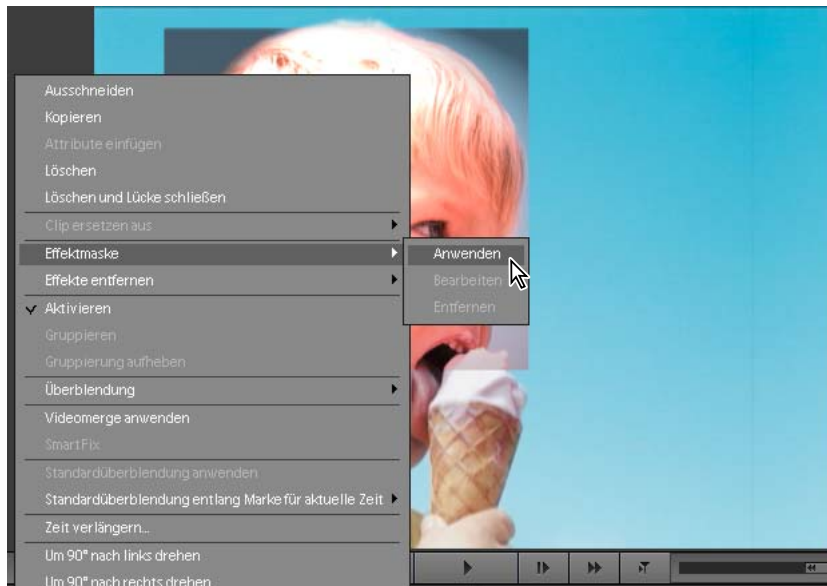 Ausschneiden
Kopieren
Attribute einfügen
Löschen
Löschen und Lücke schließen
Clip ersetzen aus
Effektmaske
Effekte entfernen
Aktivieren
Gruppieren
Gruppierung aufheben
Überblendung
Videomerge anwenden
SmartFix
Standardüberblendung anwenden
Standardüberblendung entlang Marke für aktuelle Zeit
Zeit verlängern...
Um 90° nach links drehen
Um 90° nach rechts drehen
Anwenden
Bearbeiten
Entfernen